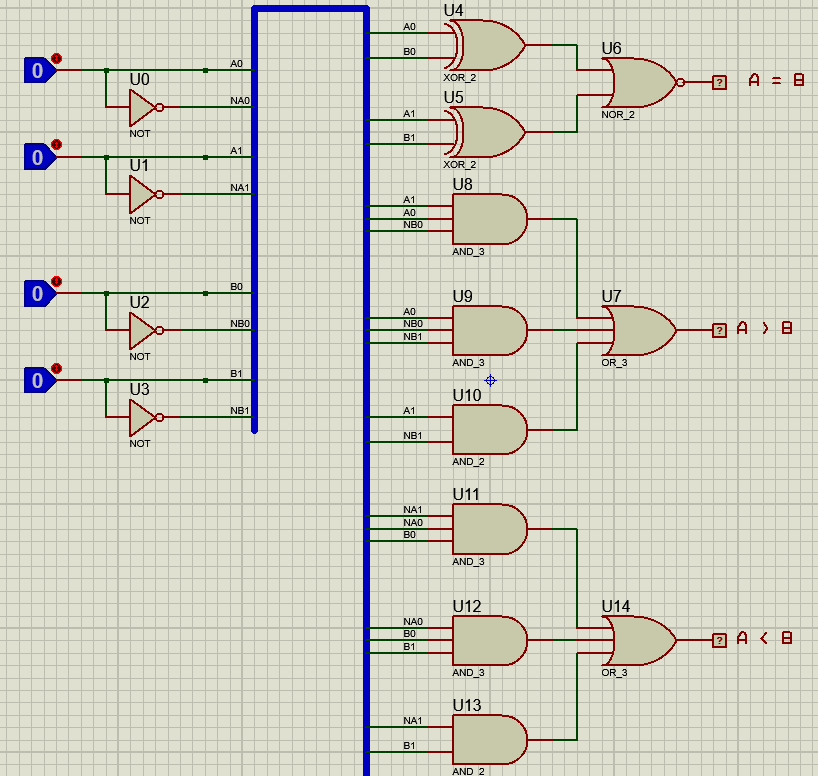 0
A0
U0
NA0
NOT
0
A1
U1
NA1
NOT
0
B0
U2
NB0
NOT
0
B1
U3
NB1
NOT
U4
A0
B0
XOR_2
U5
A1
B1
XOR_2
U6
NOR_2
? A = B
U8
A1
A0
NB0
AND_3
U9
A0
NB0
NB1
AND_3
U10
A1
NB1
AND_2
U7
OR_3
? A > B
U11
NA1
NA0
B0
AND_3
U12
NA0
B0
B1
AND_3
U13
NA1
B1
AND_2
U14
OR_3
? A < B